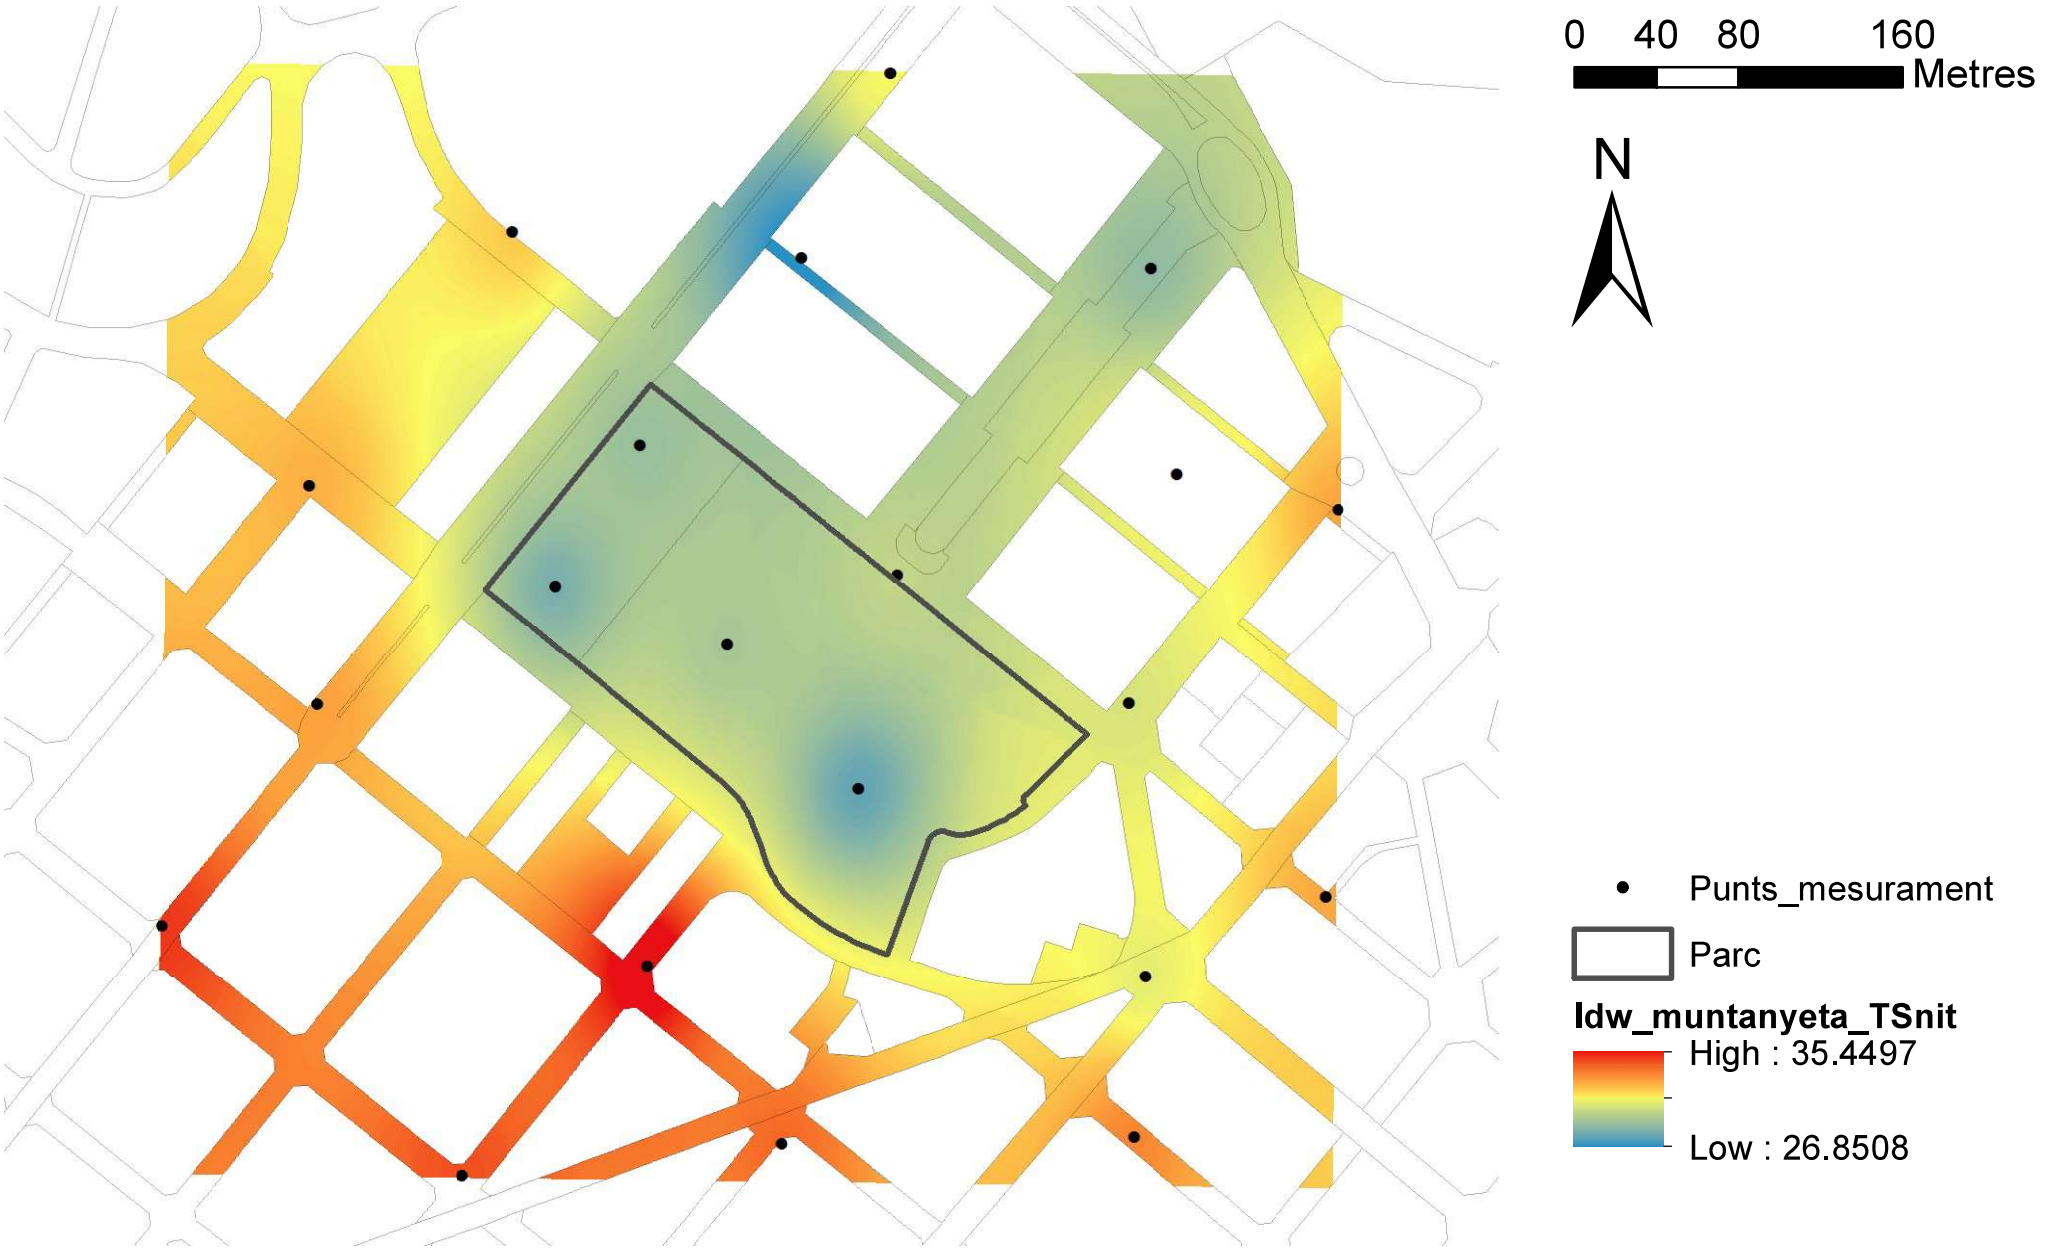 0 40 80 160
Metres
N
Punts_mesurament
Parc
Idw_muntanyeta_TSnit
High : 35.4497
Low : 26.8508